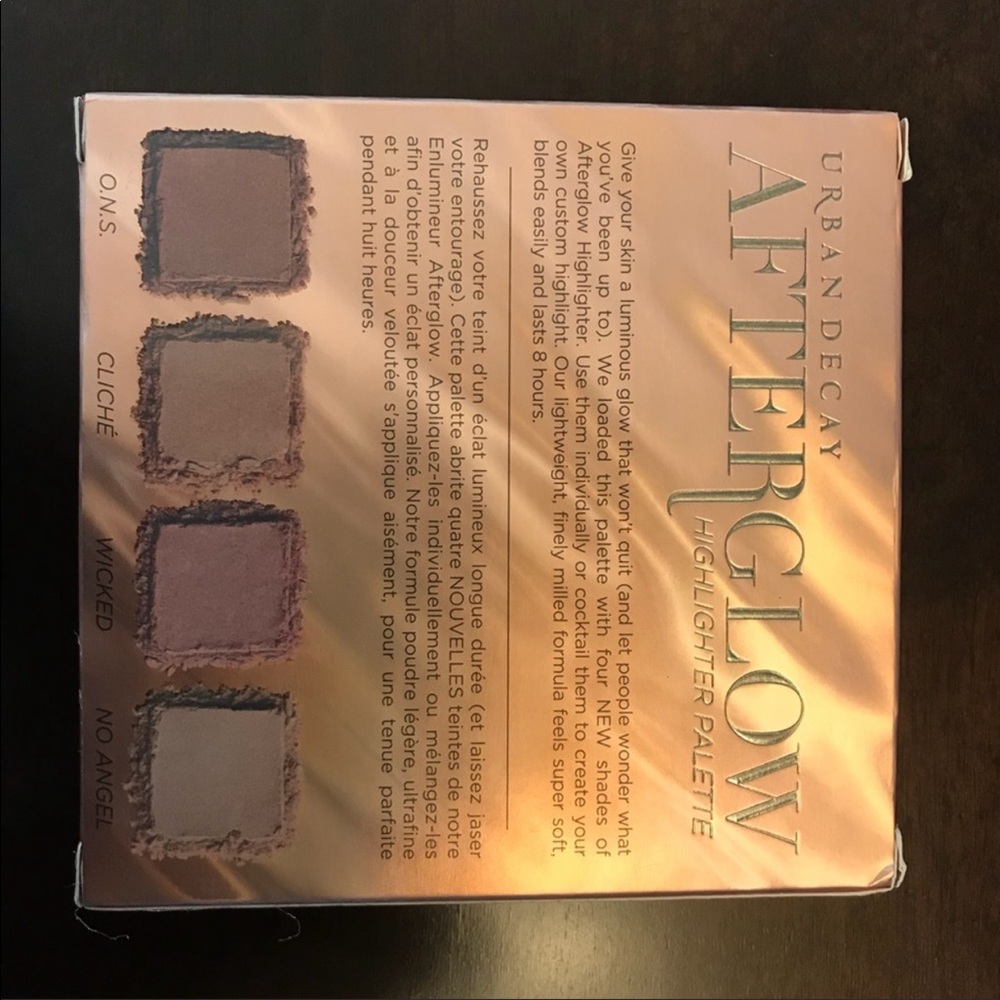 URBAN DECAY
AFTERGLOW
HIGHLIGHTER PALETTE
Give your skin a luminous glow that won't quit (and let people wonder what
you've been up to). We loaded this palette with four NEW shades of
Afterglow Highlighter. Use them individually or cocktail them to create your
own custom highlight. Our lightweight, finely milled formula feels super soft,
blends easily and lasts 8 hours.
Rehaussez votre teint d'un éclat lumineux longue durée (et laissez jaser
votre entourage). Cette palette abrite quatre NOUVELLES teintes de notre
Enlumineur Afterglow. Appliquez-les individuellement ou mélangez-les
afin d'obtenir un éclat personnalisé. Notre formule poudre légère, ultrafine
et à la douceur veloutée s'applique aisément, pour une tenue parfaite
pendant huit heures.
O.N.S.
CLICHÉ
WICKED
NO ANGEL